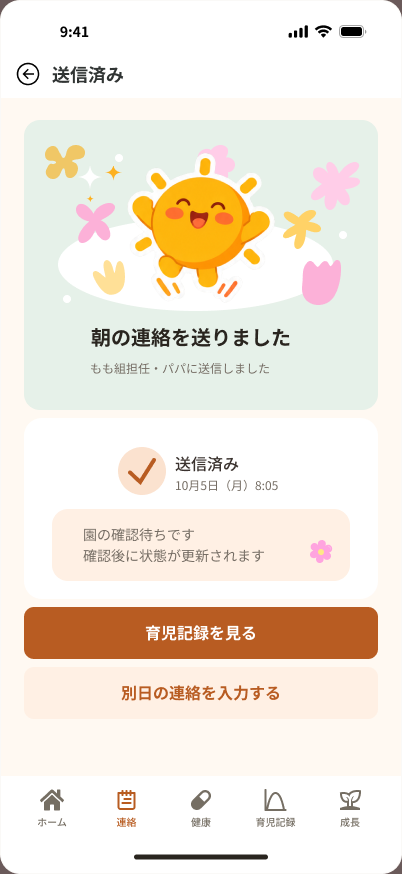 9:41
送信済み
朝の連絡を送りました
もも組担任・パパに送信しました
送信済み
10月5日（月）8:05
園の確認待ちです
確認後に状態が更新されます
育児記録を見る
別日の連絡を入力する
ホーム 連絡 健康 育児記録 成長